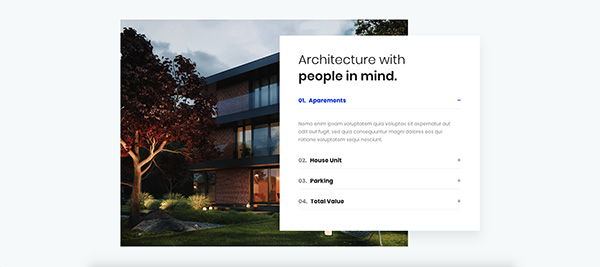 Architecture with
people in mind.
01. Aparements
Nemo enim ipsam voluptatem quia voluptas sit aspernatur aut
odit aut fugit, sed quia consequuntur magni dolores eos qui
ratione voluptatem sequi nesciunt.
02. House Unit
03. Parking
04. Total Value